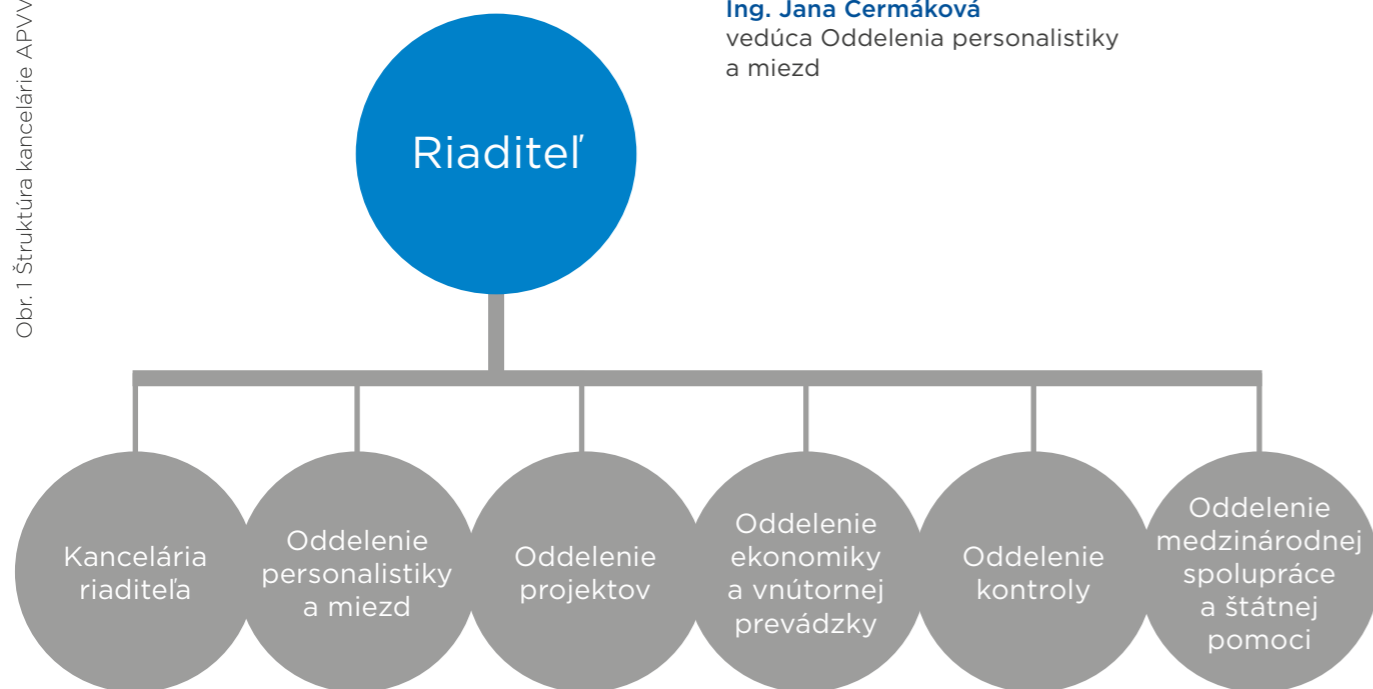 Obr. 1 Štruktúra kancelárie APVV
Ing. Jana Čermáková
vedúca Oddelenia personalistiky
a miezd
Riaditeľ
Kancelária
riaditeľa
Oddelenie
personalistiky
a miezd
Oddelenie
projektov
Oddelenie
ekonomiky
a vnútornej
prevádzky
Oddelenie
kontroly
Oddelenie
medzinárodnej
spolupráce
a štátnej
pomoci